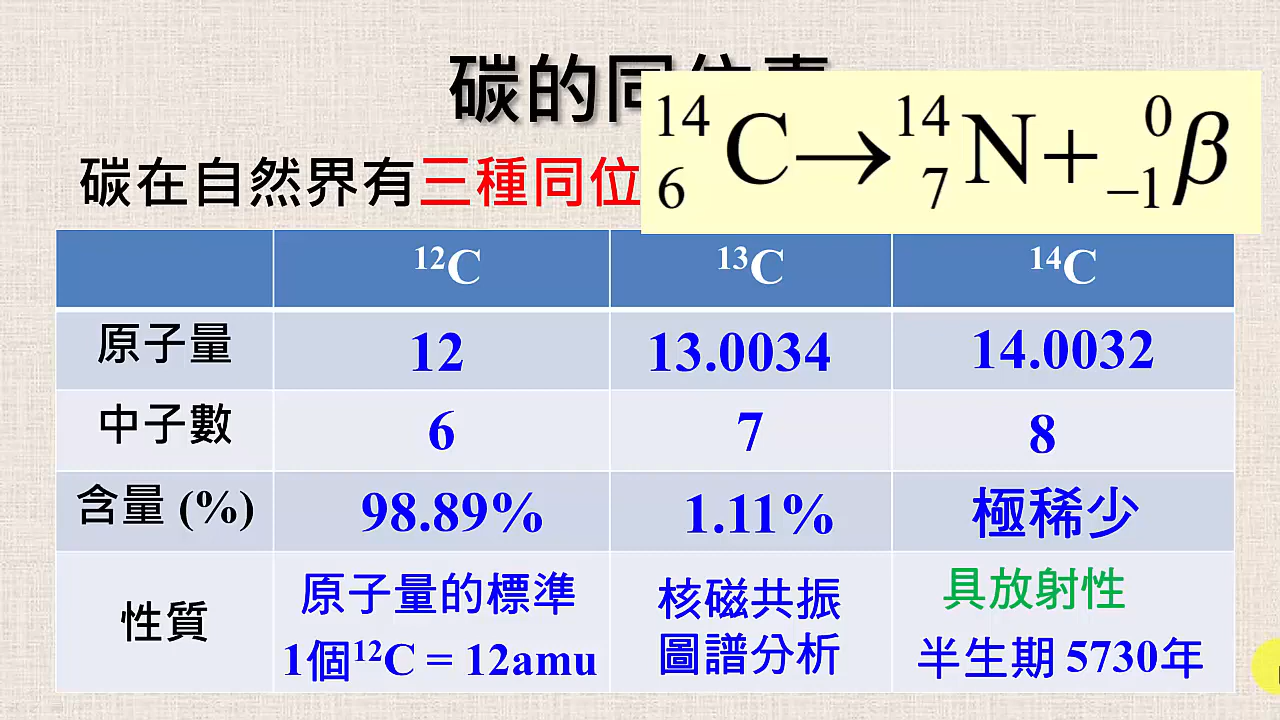 碳的同位素
碳在自然界有三種同位
¹⁴₆C→¹⁴₇N+⁰₋₁β
¹²C ¹³C ¹⁴C
原子量 12 13.0034 14.0032
中子數 6 7 8
含量 (%) 98.89% 1.11% 極稀少
性質 原子量的標準 核磁共振 具放射性
1個¹²C = 12amu 圖譜分析 半生期 5730年